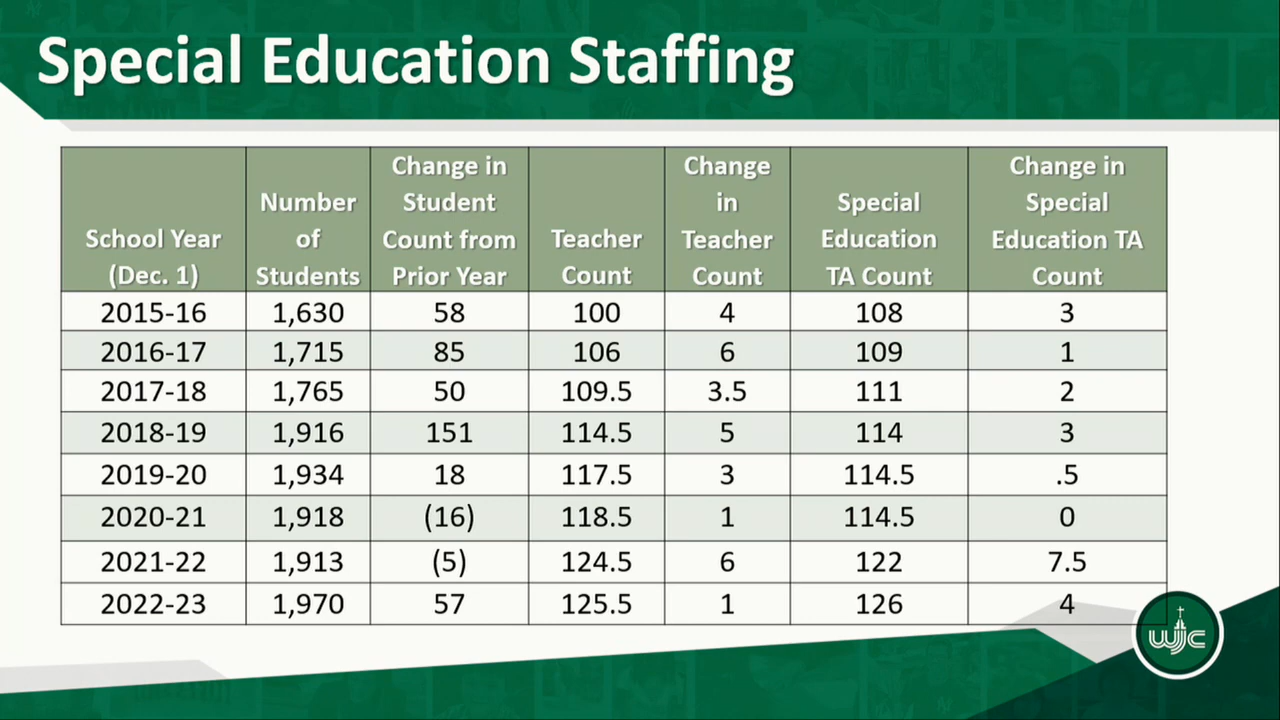 Special Education Staffing
School Year (Dec. 1) | Number of Students | Change in Student Count from Prior Year | Teacher Count | Change in Teacher Count | Special Education TA Count | Change in Special Education TA Count
2015-16 | 1,630 | 58 | 100 | 4 | 108 | 3
2016-17 | 1,715 | 85 | 106 | 6 | 109 | 1
2017-18 | 1,765 | 50 | 109.5 | 3.5 | 111 | 2
2018-19 | 1,916 | 151 | 114.5 | 5 | 114 | 3
2019-20 | 1,934 | 18 | 117.5 | 3 | 114.5 | .5
2020-21 | 1,918 | (16) | 118.5 | 1 | 114.5 | 0
2021-22 | 1,913 | (5) | 124.5 | 6 | 122 | 7.5
2022-23 | 1,970 | 57 | 125.5 | 1 | 126 | 4
WJC